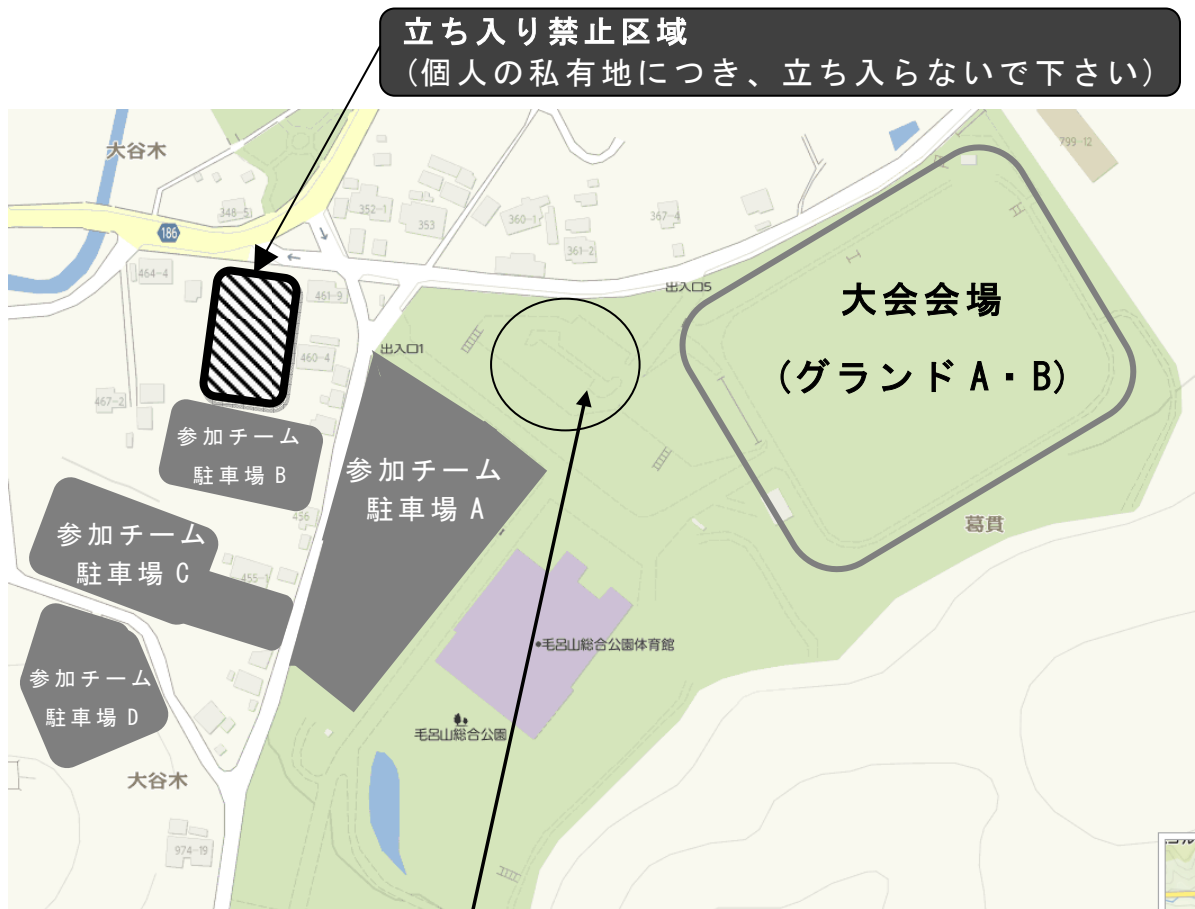 立ち入り禁止区域
(個人の私有地につき、立ち入らないで下さい)
大谷木
799-12
348-5
352-1
353
360-1
367-4
361-2
186
464-4
461-9
出入口5
大会会場
(グランドA・B)
出入口1
460-4
467-2
参加チーム
駐車場B
参加チーム
駐車場A
456
葛貫
参加チーム
駐車場C
455-1
毛呂山総合公園体育館
参加チーム
駐車場D
毛呂山総合公園
大谷木
974-19